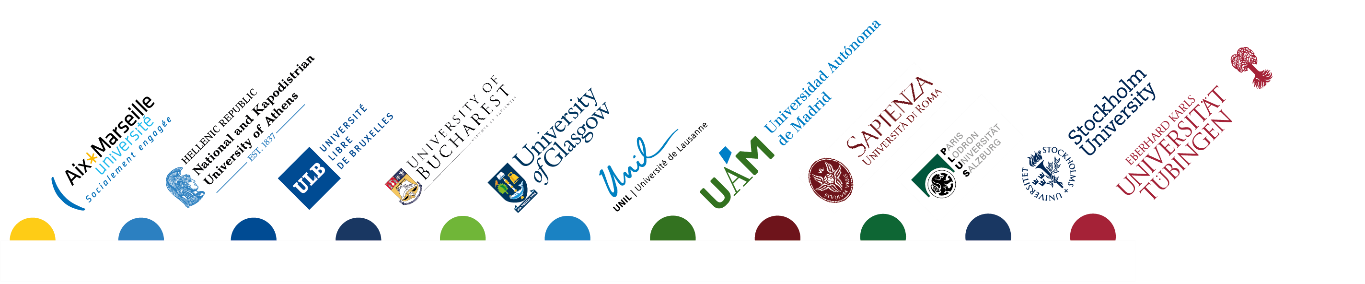 Aix*Marseille
université
Socialement engagée
HELLENIC REPUBLIC
National and Kapodistrian
University of Athens
EST. 1837
ULB
UNIVERSITÉ
LIBRE
DE BRUXELLES
UNIVERSITY OF
BUCHAREST
University
of Glasgow
Unil
UNIL | Université de Lausanne
UAM
Universidad Autónoma
de Madrid
SAPIENZA
UNIVERSITÀ DI ROMA
PARIS
LODRON
UNIVERSITÄT
SALZBURG
STOCKHOLMS UNIVERSITET
Stockholm
University
EBERHARD KARLS
UNIVERSITÄT
TÜBINGEN